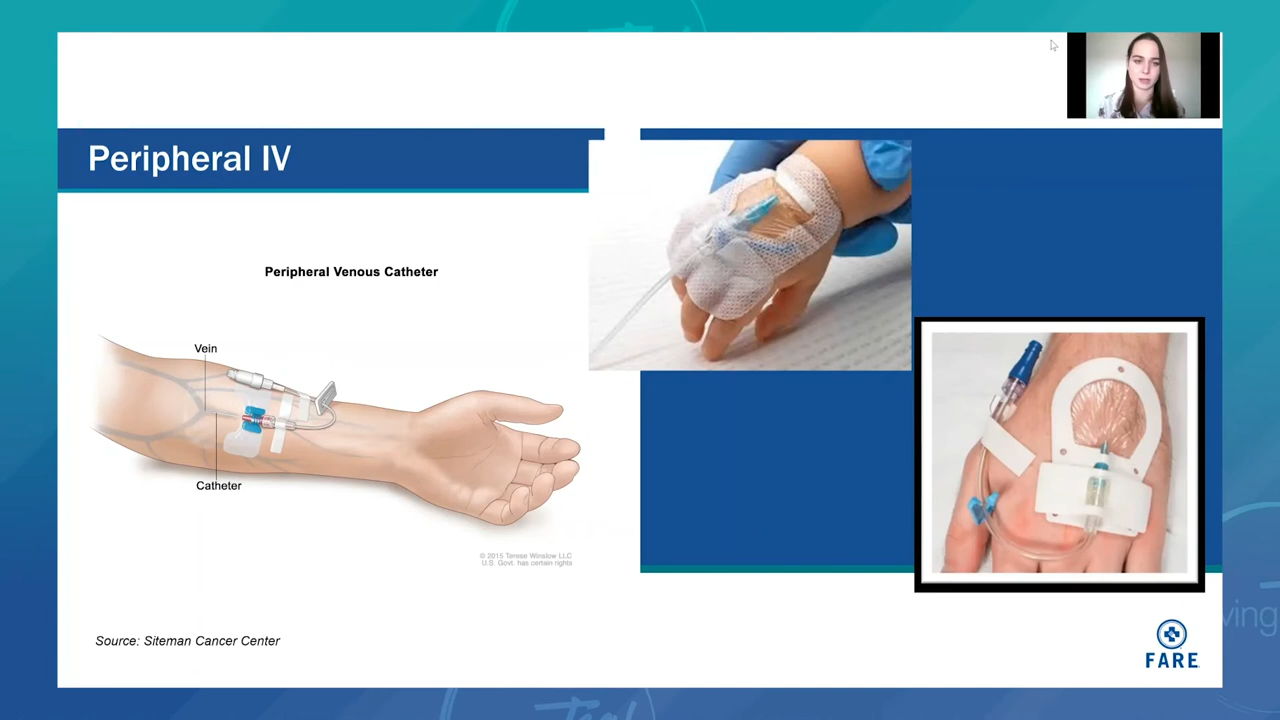 Peripheral IV
Peripheral Venous Catheter
Vein
Catheter
© 2015 Terese Winslow LLC
U.S. Govt. has certain rights
Source: Siteman Cancer Center
FARE